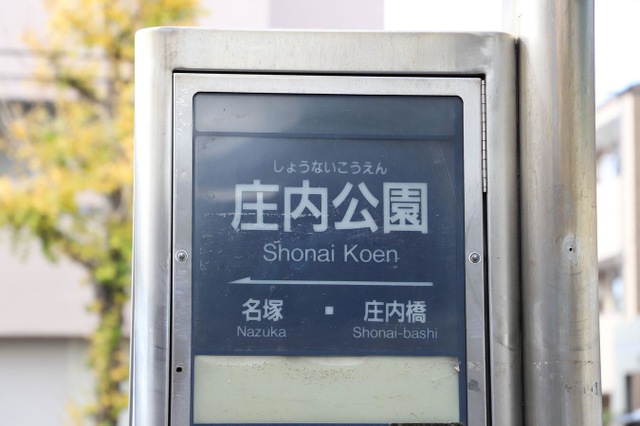 しょうないこうえん
庄内公園
Shonai Koen
名塚 ▪ 庄内橋
Nazuka Shonai-bashi